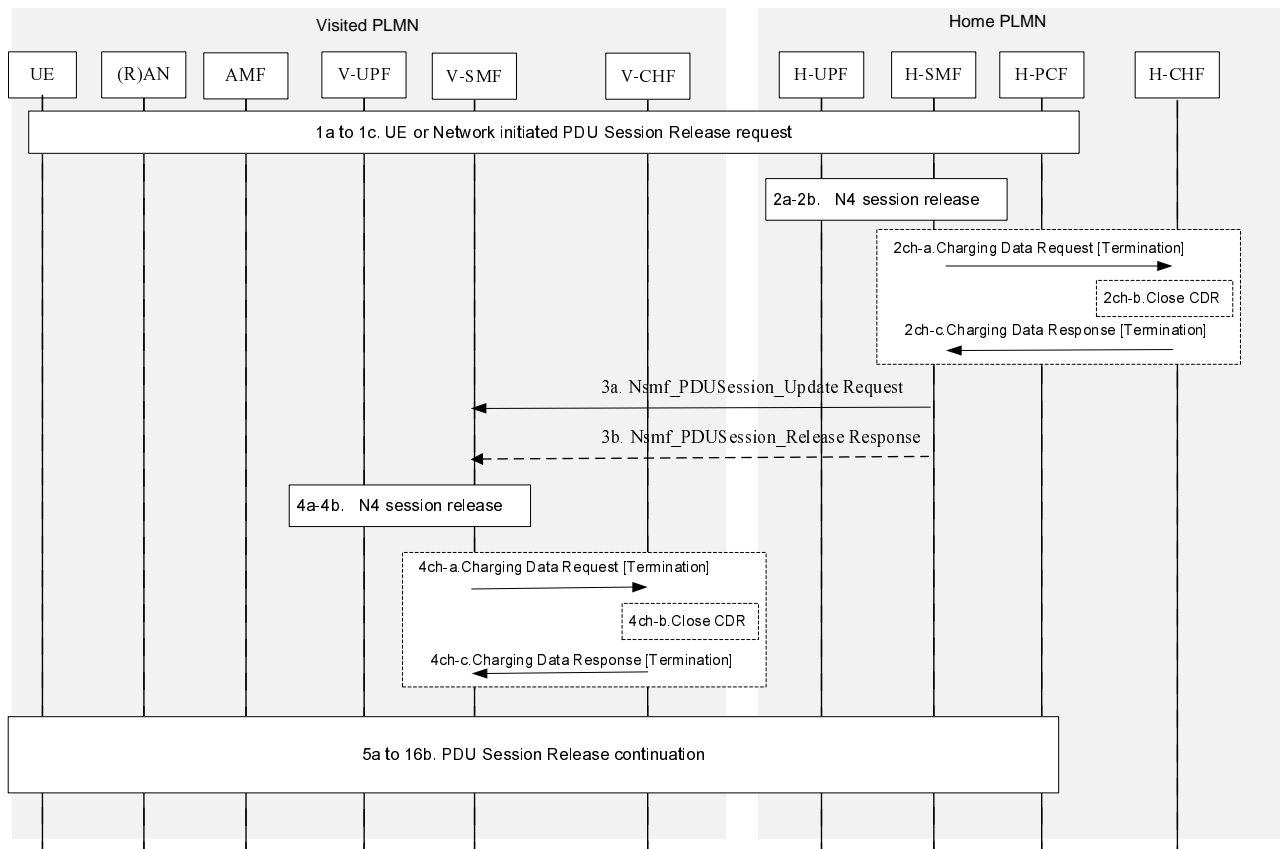 Visited PLMN
Home PLMN
UE
(R)AN
AMF
V-UPF
V-SMF
V-CHF
H-UPF
H-SMF
H-PCF
H-CHF
1a to 1c. UE or Network initiated PDU Session Release request
2a-2b. N4 session release
2ch-a.Charging Data Request [Termination]
2ch-b.Close CDR
2ch-c.Charging Data Response [Termination]
3a. Nsmf_PDUSession_Update Request
3b. Nsmf_PDUSession_Release Response
4a-4b. N4 session release
4ch-a.Charging Data Request [Termination]
4ch-b.Close CDR
4ch-c.Charging Data Response [Termination]
5a to 16b. PDU Session Release continuation